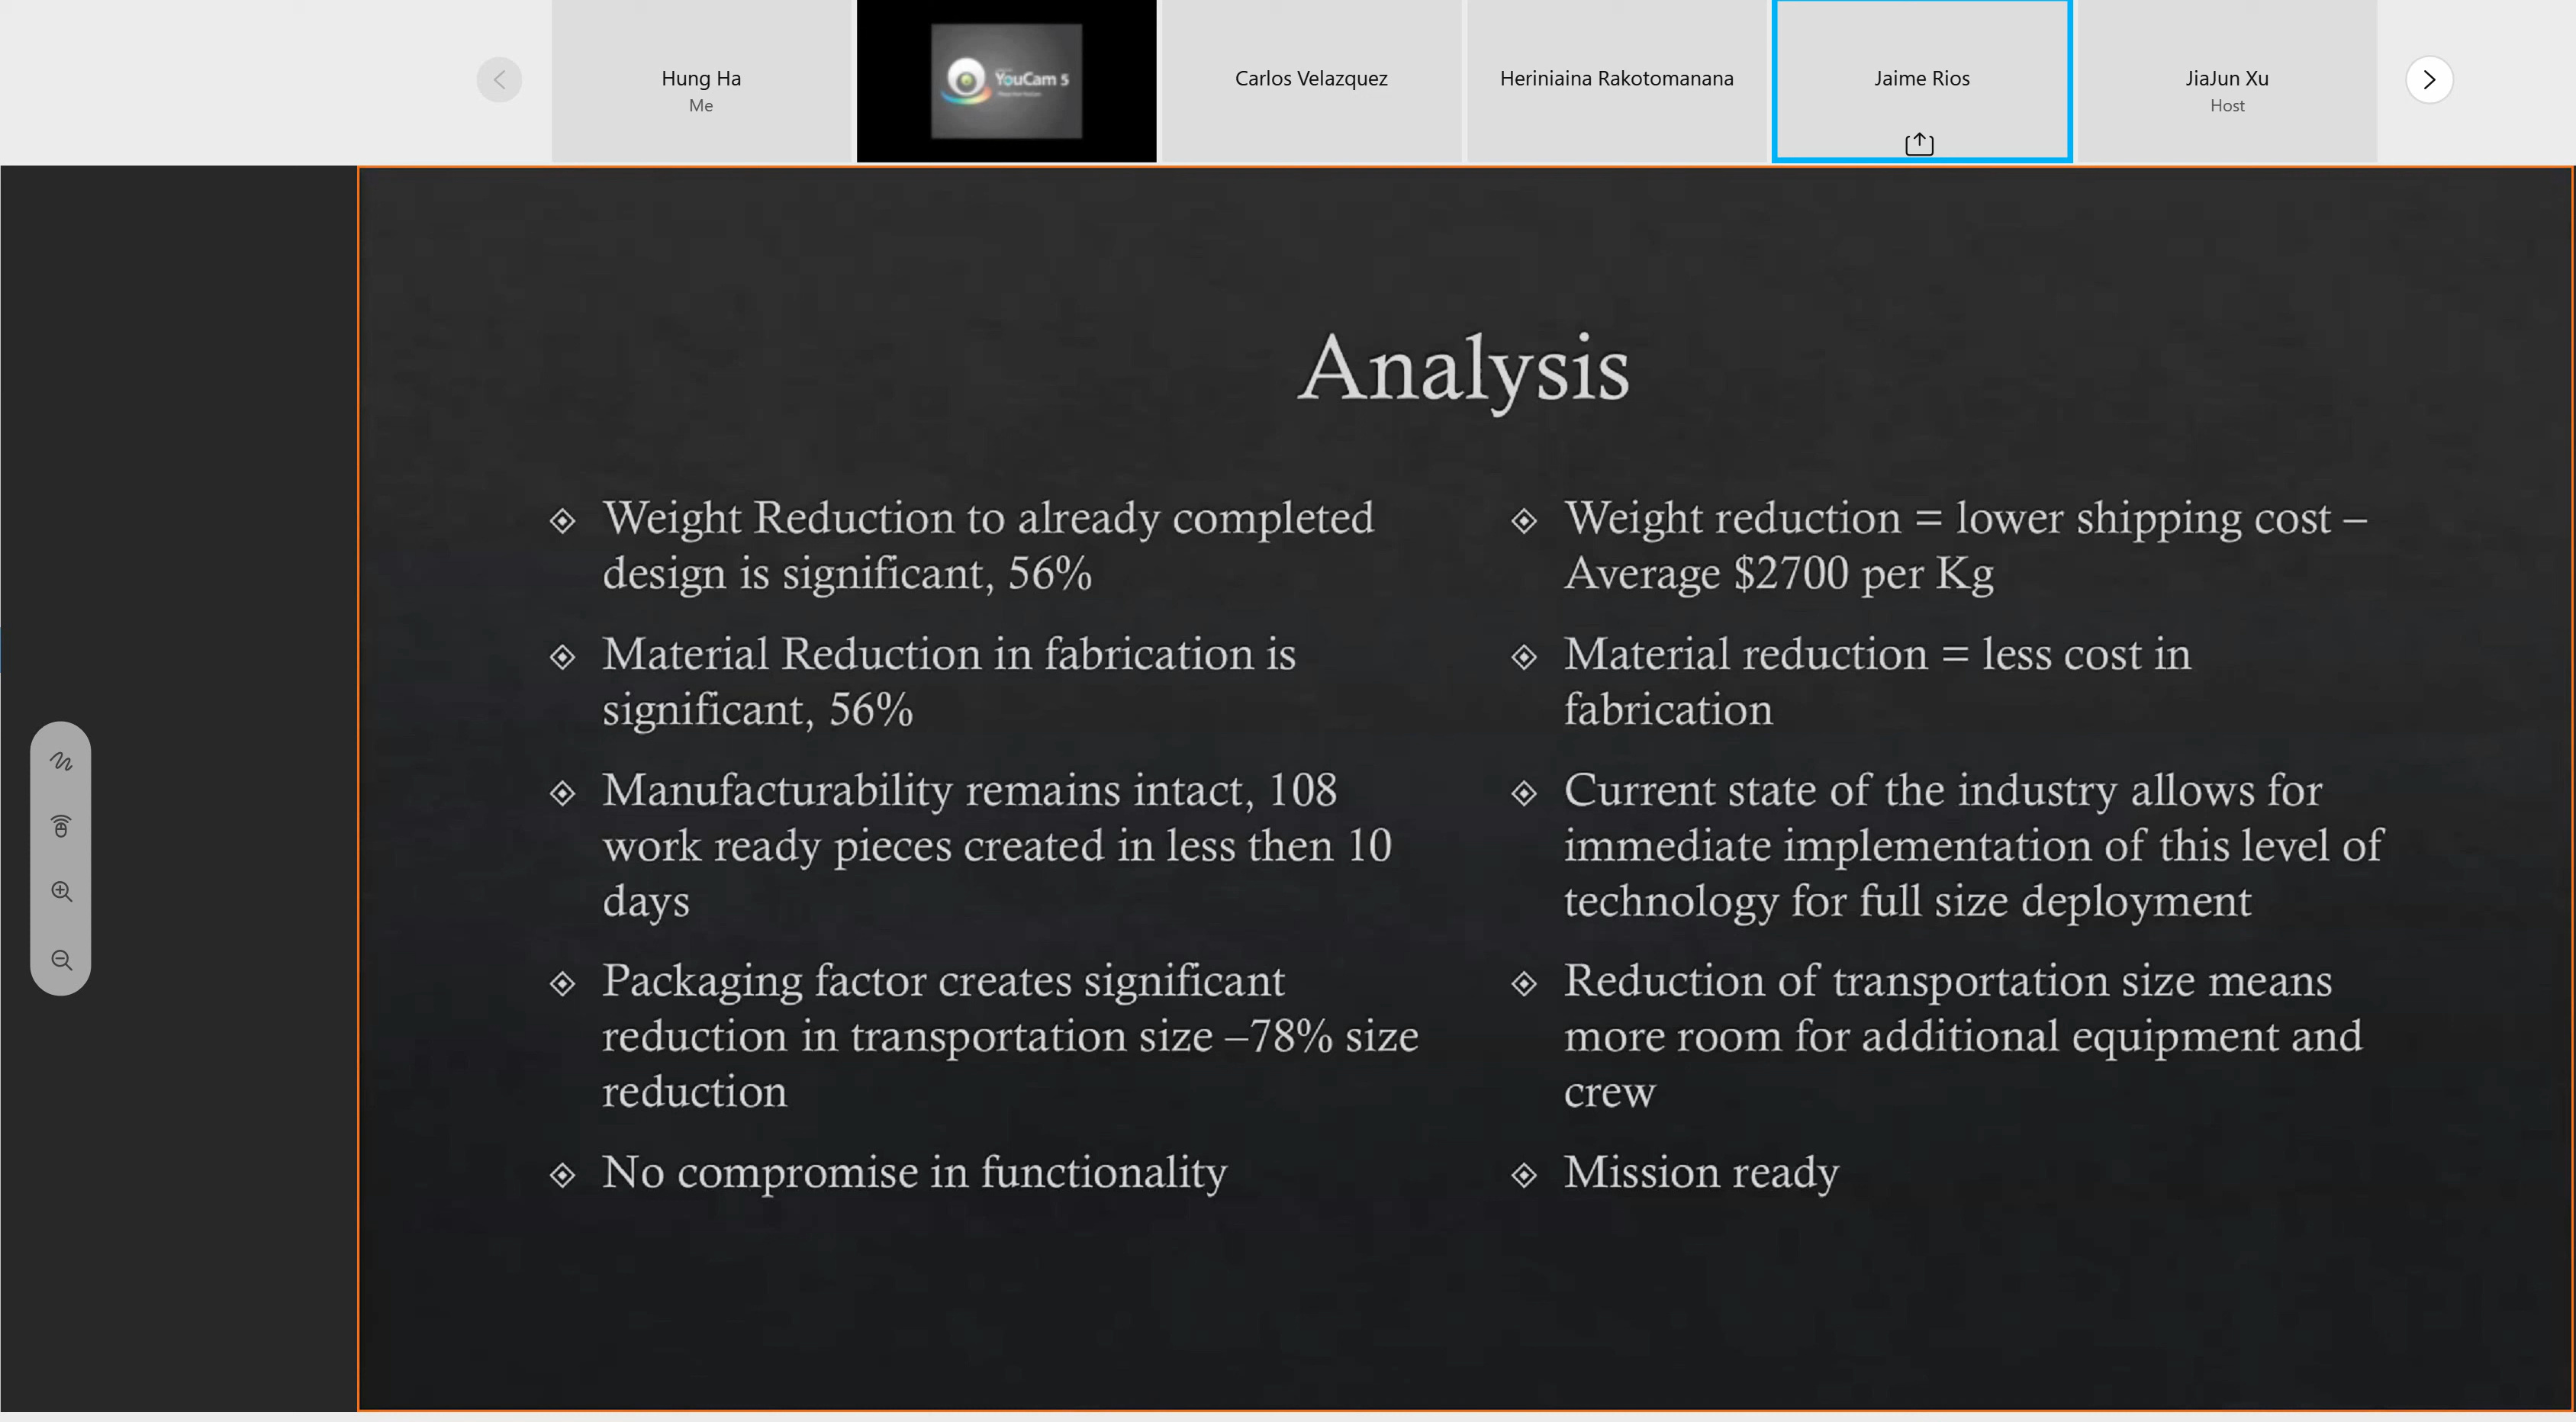 Hung Ha
Me
YouCam 5
Carlos Velazquez
Heriniaina Rakotomanana
Jaime Rios
JiaJun Xu
Host
Analysis
Weight Reduction to already completed
design is significant, 56%
Material Reduction in fabrication is
significant, 56%
Manufacturability remains intact, 108
work ready pieces created in less then 10
days
Packaging factor creates significant
reduction in transportation size –78% size
reduction
No compromise in functionality
Weight reduction = lower shipping cost –
Average $2700 per Kg
Material reduction = less cost in
fabrication
Current state of the industry allows for
immediate implementation of this level of
technology for full size deployment
Reduction of transportation size means
more room for additional equipment and
crew
Mission ready